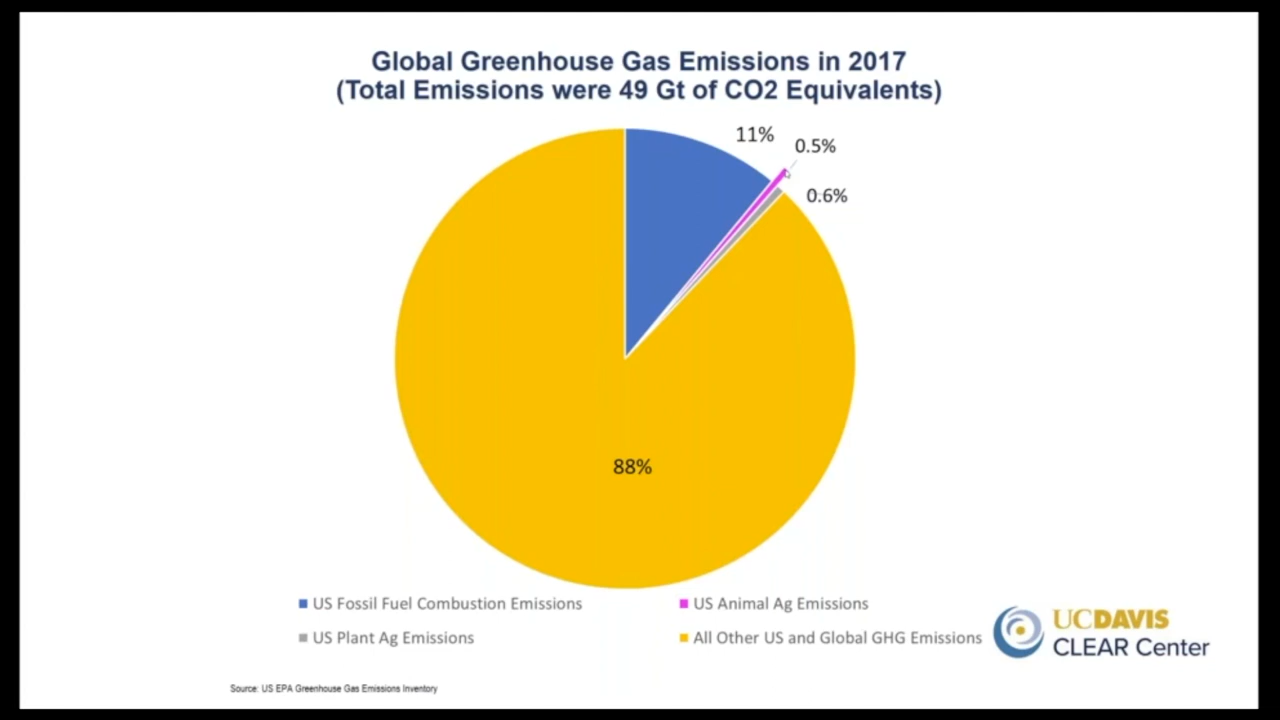 Global Greenhouse Gas Emissions in 2017
(Total Emissions were 49 Gt of CO2 Equivalents)
11%
0.5%
0.6%
88%
US Fossil Fuel Combustion Emissions
US Animal Ag Emissions
US Plant Ag Emissions
All Other US and Global GHG Emissions
UCDAVIS
CLEAR Center
Source: US EPA Greenhouse Gas Emissions Inventory